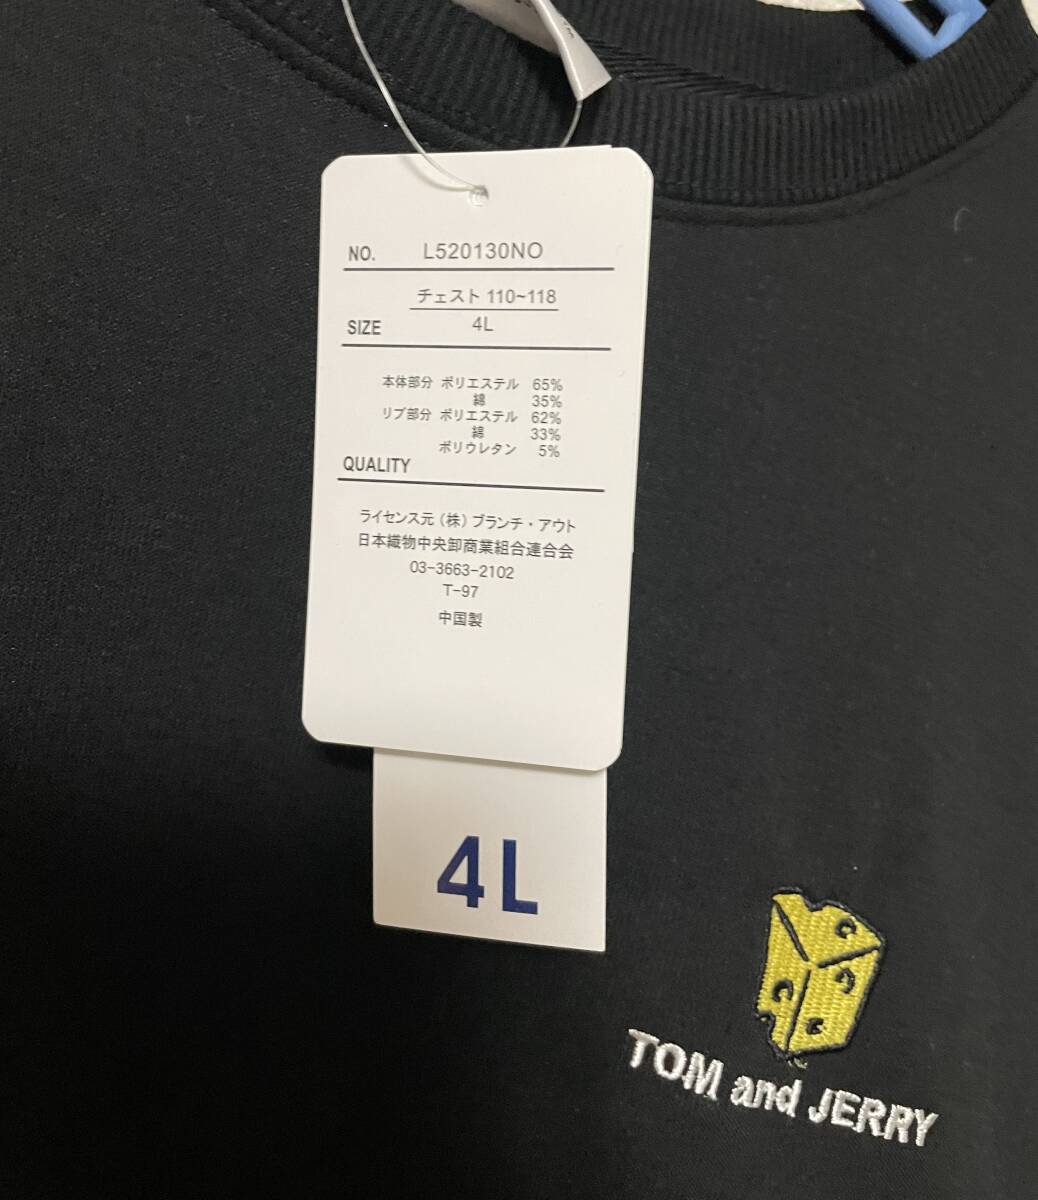 NO. L520130NO
チェスト 110~118
SIZE 4L
本体部分 ポリエステル 65%
綿 35%
リブ部分 ポリエステル 62%
綿 33%
ポリウレタン 5%
QUALITY
ライセンス元（株）ブランチ・アウト
日本織物中央卸商業組合連合会
03-3663-2102
T-97
中国製
4L
TOM and JERRY